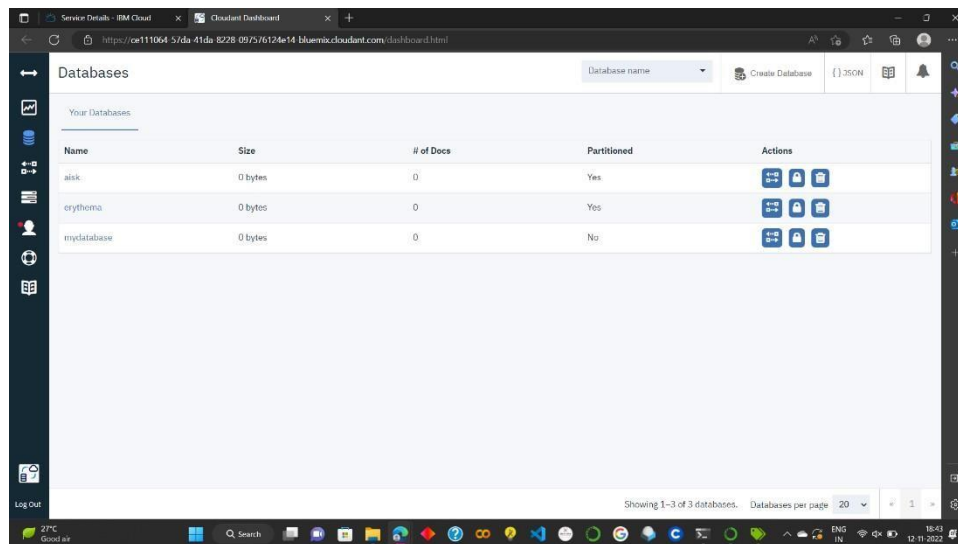 Service Details - IBM Cloud
Cloudant Dashboard
https://ce111064-57da-41da-8228-097576124e14-bluemix.cloudant.com/dashboard.html
Databases
Database name
Create Database
{ } JSON
Your Databases
Name Size # of Docs Partitioned Actions
aisk 0 bytes 0 Yes
erythema 0 bytes 0 Yes
mydatabase 0 bytes 0 No
Log Out
Showing 1–3 of 3 databases. Databases per page 20 « 1 »
27°C
Good air
Search
ENG
IN
18:43
12-11-2022